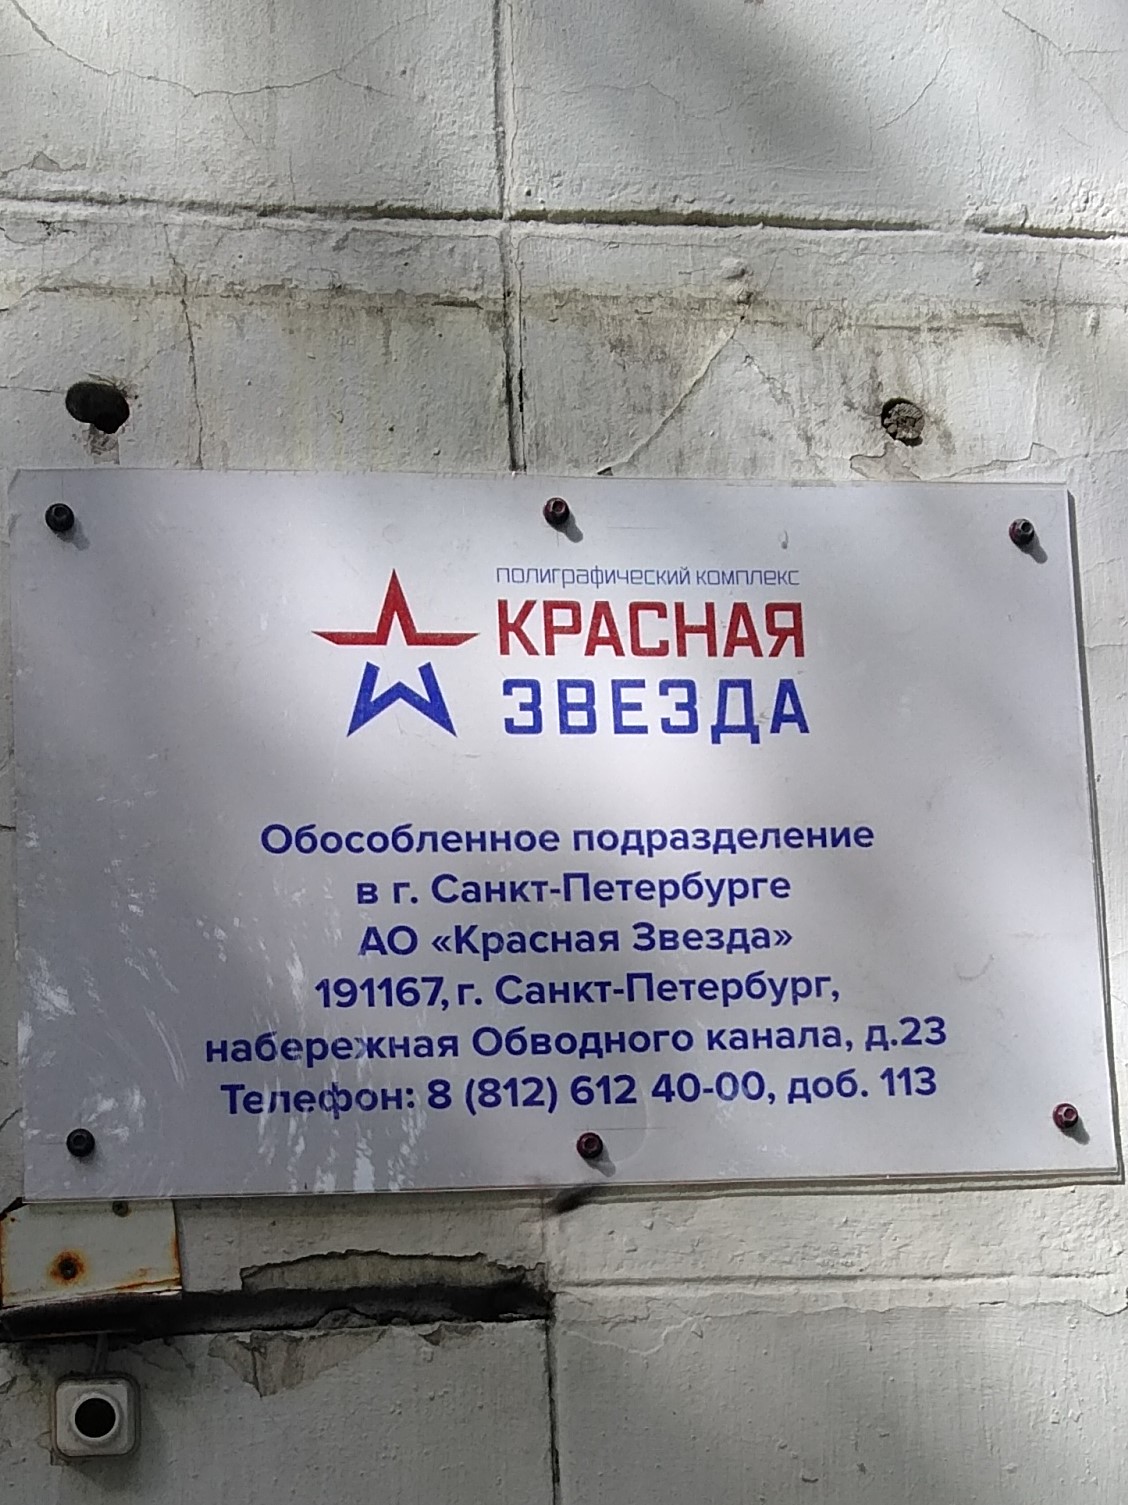 ПОЛИГРАФИЧЕСКИЙ КОМПЛЕКС
КРАСНАЯ
ЗВЕЗДА
Обособленное подразделение
в г. Санкт-Петербурге
АО «Красная Звезда»
191167, г. Санкт-Петербург,
набережная Обводного канала, д.23
Телефон: 8 (812) 612 40-00, доб. 113